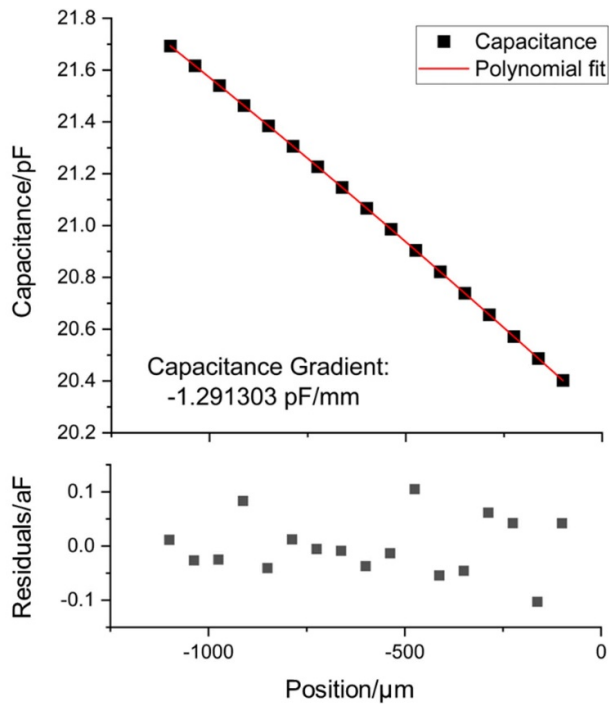 21.8
21.6
21.4
21.2
21.0
20.8
20.6
20.4
20.2
Capacitance/pF
Capacitance
Polynomial fit
Capacitance Gradient:
-1.291303 pF/mm
0.1
0.0
-0.1
Residuals/aF
-1000
-500
0
Position/µm